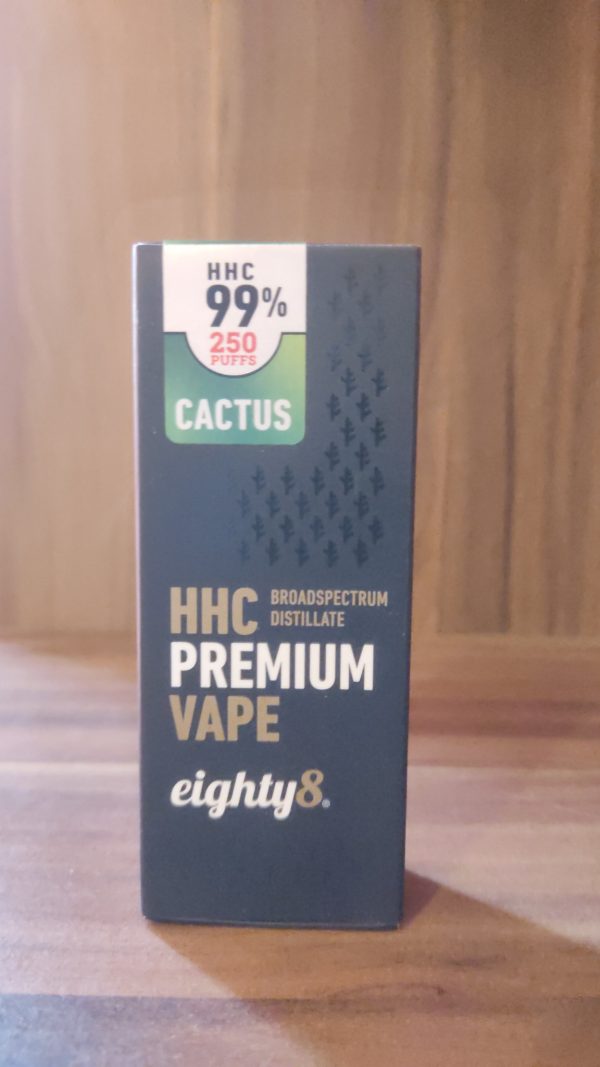 HHC
99%
250
PUFFS
CACTUS
HHC BROADSPECTRUM
DISTILLATE
PREMIUM
VAPE
eighty8®